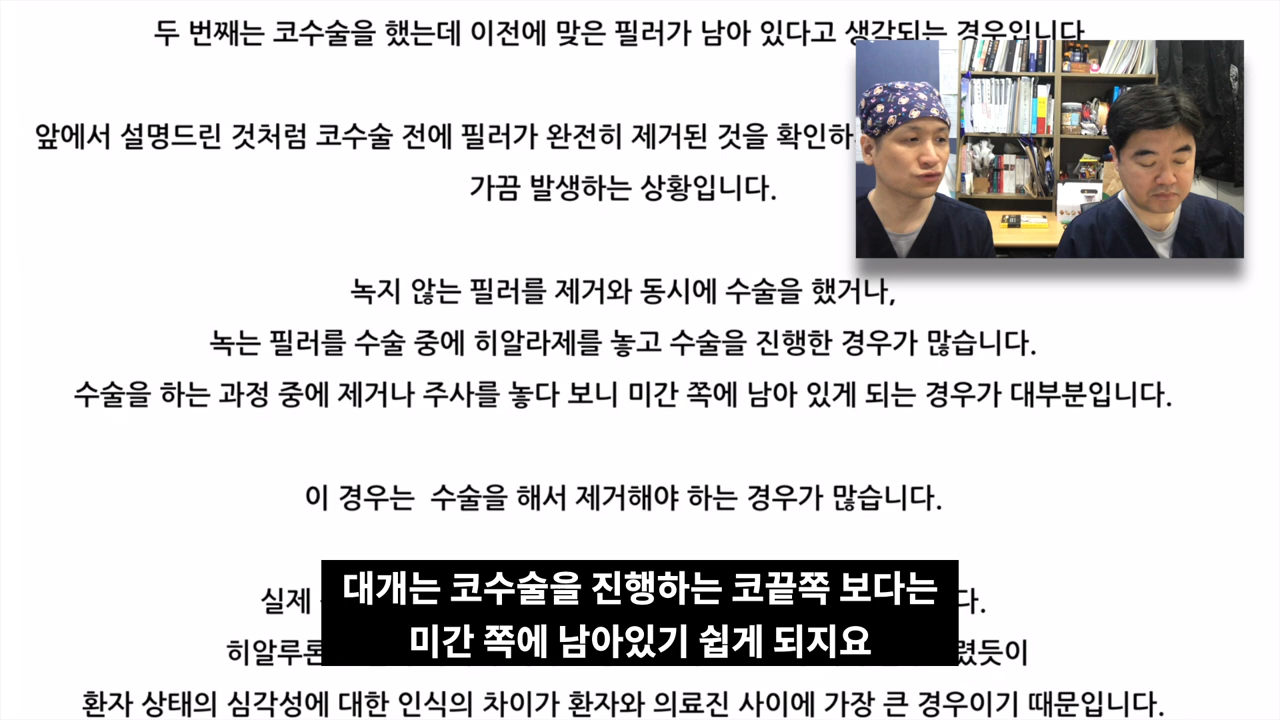 두 번째는 코수술을 했는데 이전에 맞은 필러가 남아 있다고 생각되는 경우입니다
앞에서 설명드린 것처럼 코수술 전에 필러가 완전히 제거된 것을 확인하
가끔 발생하는 상황입니다.
녹지 않는 필러를 제거와 동시에 수술을 했거나,
녹는 필러를 수술 중에 히알라제를 놓고 수술을 진행한 경우가 많습니다.
수술을 하는 과정 중에 제거나 주사를 놓다 보니 미간 쪽에 남아 있게 되는 경우가 대부분입니다.
이 경우는 수술을 해서 제거해야 하는 경우가 많습니다.
실제 다.
히알루론 렸듯이
대개는 코수술을 진행하는 코끝쪽 보다는
미간 쪽에 남아있기 쉽게 되지요
환자 상태의 심각성에 대한 인식의 차이가 환자와 의료진 사이에 가장 큰 경우이기 때문입니다.